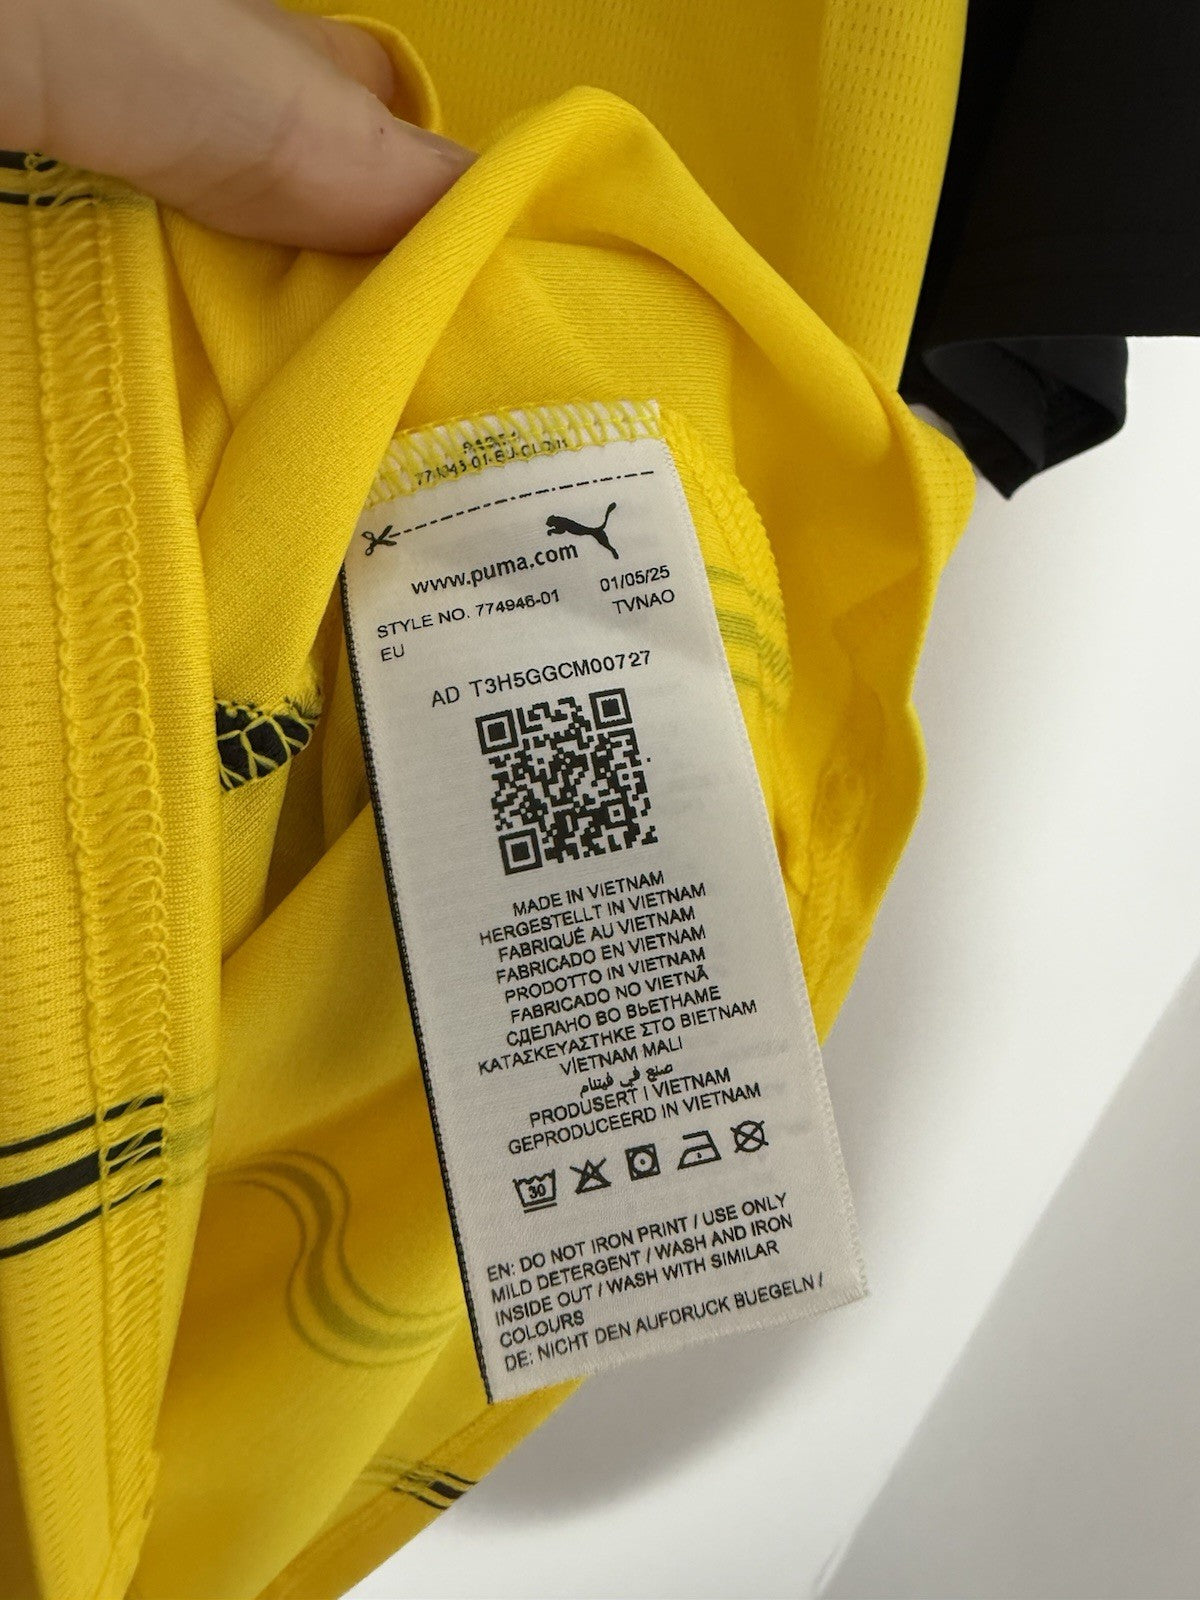 www.puma.com
STYLE NO. 774946-01
01/05/25
EU
TVNAO
AD T3H5GGCM00727
MADE IN VIETNAM
HERGESTELLT IN VIETNAM
FABRIQUÉ AU VIETNAM
FABRICADO EN VIETNAM
PRODOTTO IN VIETNAM
FABRICADO NO VIETNÃ
СДЕЛАНО ВО ВЬЕТНАМЕ
ΚΑΤΑΣΚΕΥΑΣΤΗΚΕ ΣΤΟ ΒΙΕΤΝΑΜ
VİETNAM MALI
صنع في فيتنام
PRODUSERT I VIETNAM
GEPRODUCEERD IN VIETNAM
30
EN: DO NOT IRON PRINT / USE ONLY
MILD DETERGENT / WASH AND IRON
INSIDE OUT / WASH WITH SIMILAR
COLOURS
DE: NICHT DEN AUFDRUCK BUEGELN /